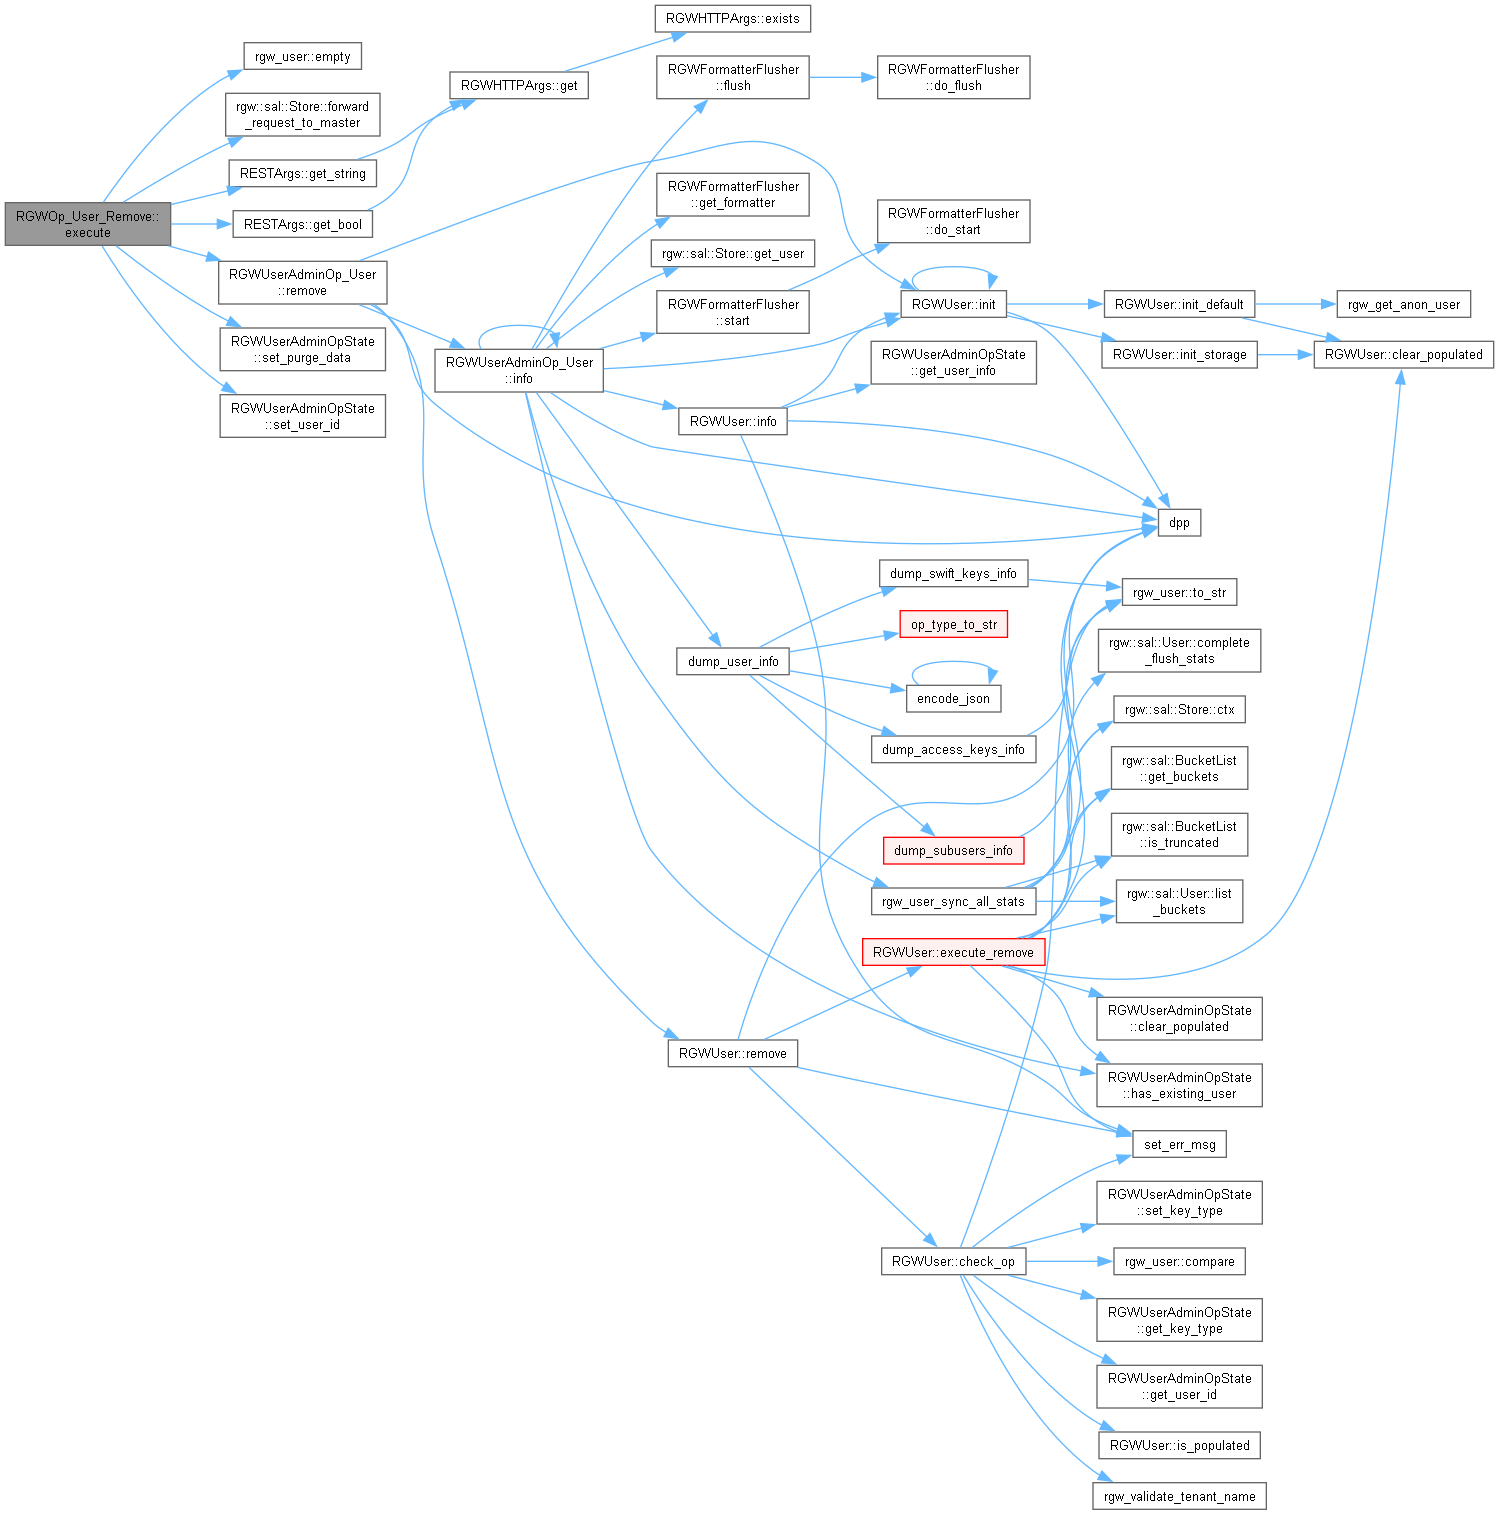 RGWOp_User_Remove::
execute
rgw_user::empty
rgw::sal::Store::forward
_request_to_master
RESTArgs::get_string
RESTArgs::get_bool
RGWUserAdminOp_User
::remove
RGWUserAdminOpState
::set_purge_data
RGWUserAdminOpState
::set_user_id
RGWHTTPArgs::get
RGWUserAdminOp_User
::info
RGWHTTPArgs::exists
RGWFormatterFlusher
::flush
RGWFormatterFlusher
::get_formatter
rgw::sal::Store::get_user
RGWFormatterFlusher
::start
RGWUser::info
dump_user_info
RGWUser::remove
RGWFormatterFlusher
::do_flush
RGWFormatterFlusher
::do_start
RGWUser::init
RGWUserAdminOpState
::get_user_info
dump_swift_keys_info
op_type_to_str
encode_json
dump_access_keys_info
dump_subusers_info
rgw_user_sync_all_stats
RGWUser::execute_remove
RGWUser::check_op
RGWUser::init_default
RGWUser::init_storage
dpp
rgw_user::to_str
rgw::sal::User::complete
_flush_stats
rgw::sal::Store::ctx
rgw::sal::BucketList
::get_buckets
rgw::sal::BucketList
::is_truncated
rgw::sal::User::list
_buckets
RGWUserAdminOpState
::clear_populated
RGWUserAdminOpState
::has_existing_user
set_err_msg
RGWUserAdminOpState
::set_key_type
rgw_user::compare
RGWUserAdminOpState
::get_key_type
RGWUserAdminOpState
::get_user_id
RGWUser::is_populated
rgw_validate_tenant_name
rgw_get_anon_user
RGWUser::clear_populated